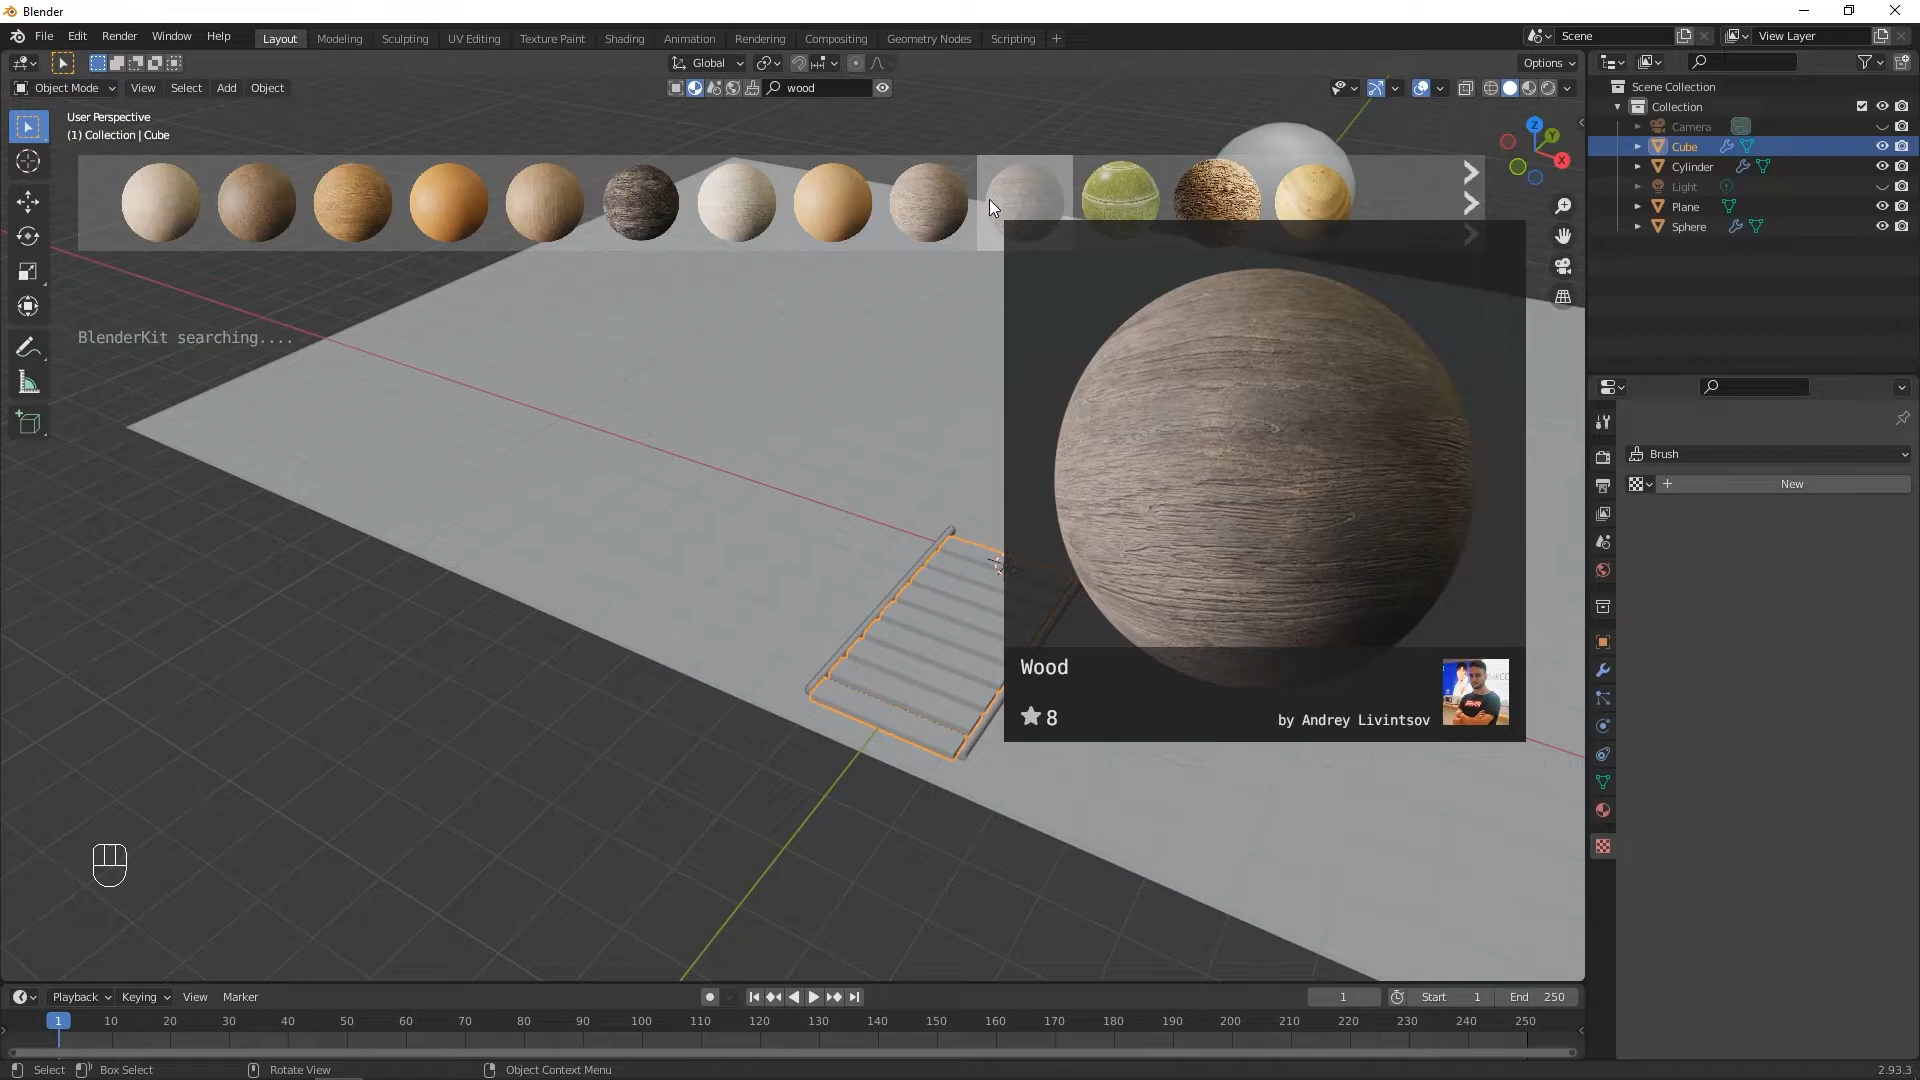 Blender
File Edit Render Window Help
Layout Modeling Sculpting UV Editing Texture Paint Shading Animation Rendering Compositing Geometry Nodes Scripting +
Scene
View Layer
Global
Options
Object Mode View Select Add Object
wood
User Perspective
(1) Collection | Cube
Z
Y
X
BlenderKit searching....
Wood
8
by Andrey Livintsov
Scene Collection
Collection
Camera
Cube
Cylinder
Light
Plane
Sphere
Brush
+ New
Playback Keying View Marker
1
Start 1
End 250
1 10 20 30 40 50 60 70 80 90 100 110 120 130 140 150 160 170 180 190 200 210 220 230 240 250
Select Box Select Rotate View Object Context Menu 2.93.3